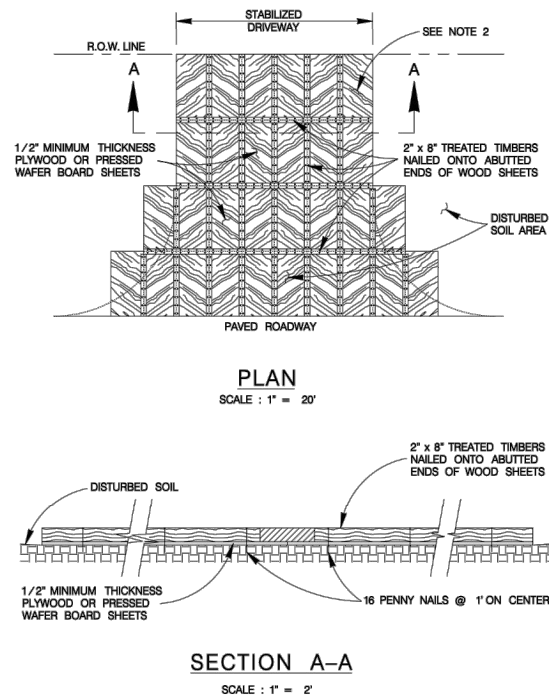 STABILIZED
DRIVEWAY
R.O.W. LINE
SEE NOTE 2
A
A
1/2" MINIMUM THICKNESS
PLYWOOD OR PRESSED
WAFER BOARD SHEETS
2" x 8" TREATED TIMBERS
NAILED ONTO ABUTTED
ENDS OF WOOD SHEETS
DISTURBED
SOIL AREA
PAVED ROADWAY
PLAN
SCALE : 1" = 20'
2" x 8" TREATED TIMBERS
NAILED ONTO ABUTTED
ENDS OF WOOD SHEETS
DISTURBED SOIL
1/2" MINIMUM THICKNESS
PLYWOOD OR PRESSED
WAFER BOARD SHEETS
16 PENNY NAILS @ 1' ON CENTER
SECTION A-A
SCALE : 1" = 2'